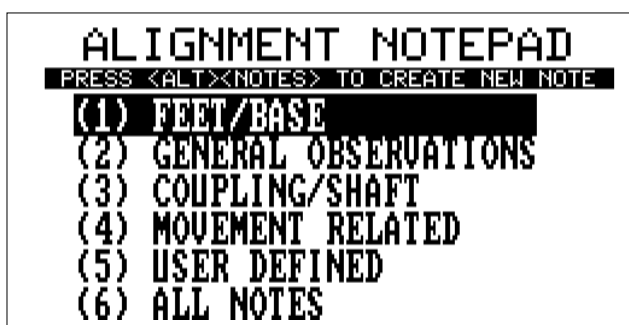 ALIGNMENT NOTEPAD
PRESS <ALT><NOTES> TO CREATE NEW NOTE
(1) FEET/BASE
(2) GENERAL OBSERVATIONS
(3) COUPLING/SHAFT
(4) MOVEMENT RELATED
(5) USER DEFINED
(6) ALL NOTES